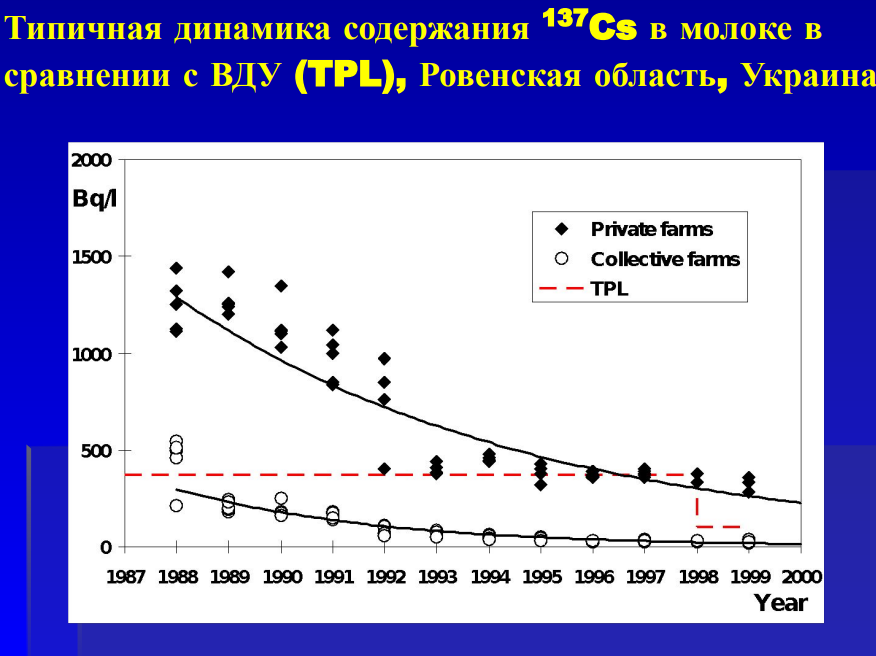 Типичная динамика содержания ¹³⁷Cs в молоке в
сравнении с ВДУ (TPL), Ровенская область, Украина
2000
Bq/l
Private farms
1500
Collective farms
TPL
1000
500
0
1987 1988 1989 1990 1991 1992 1993 1994 1995 1996 1997 1998 1999 2000
Year